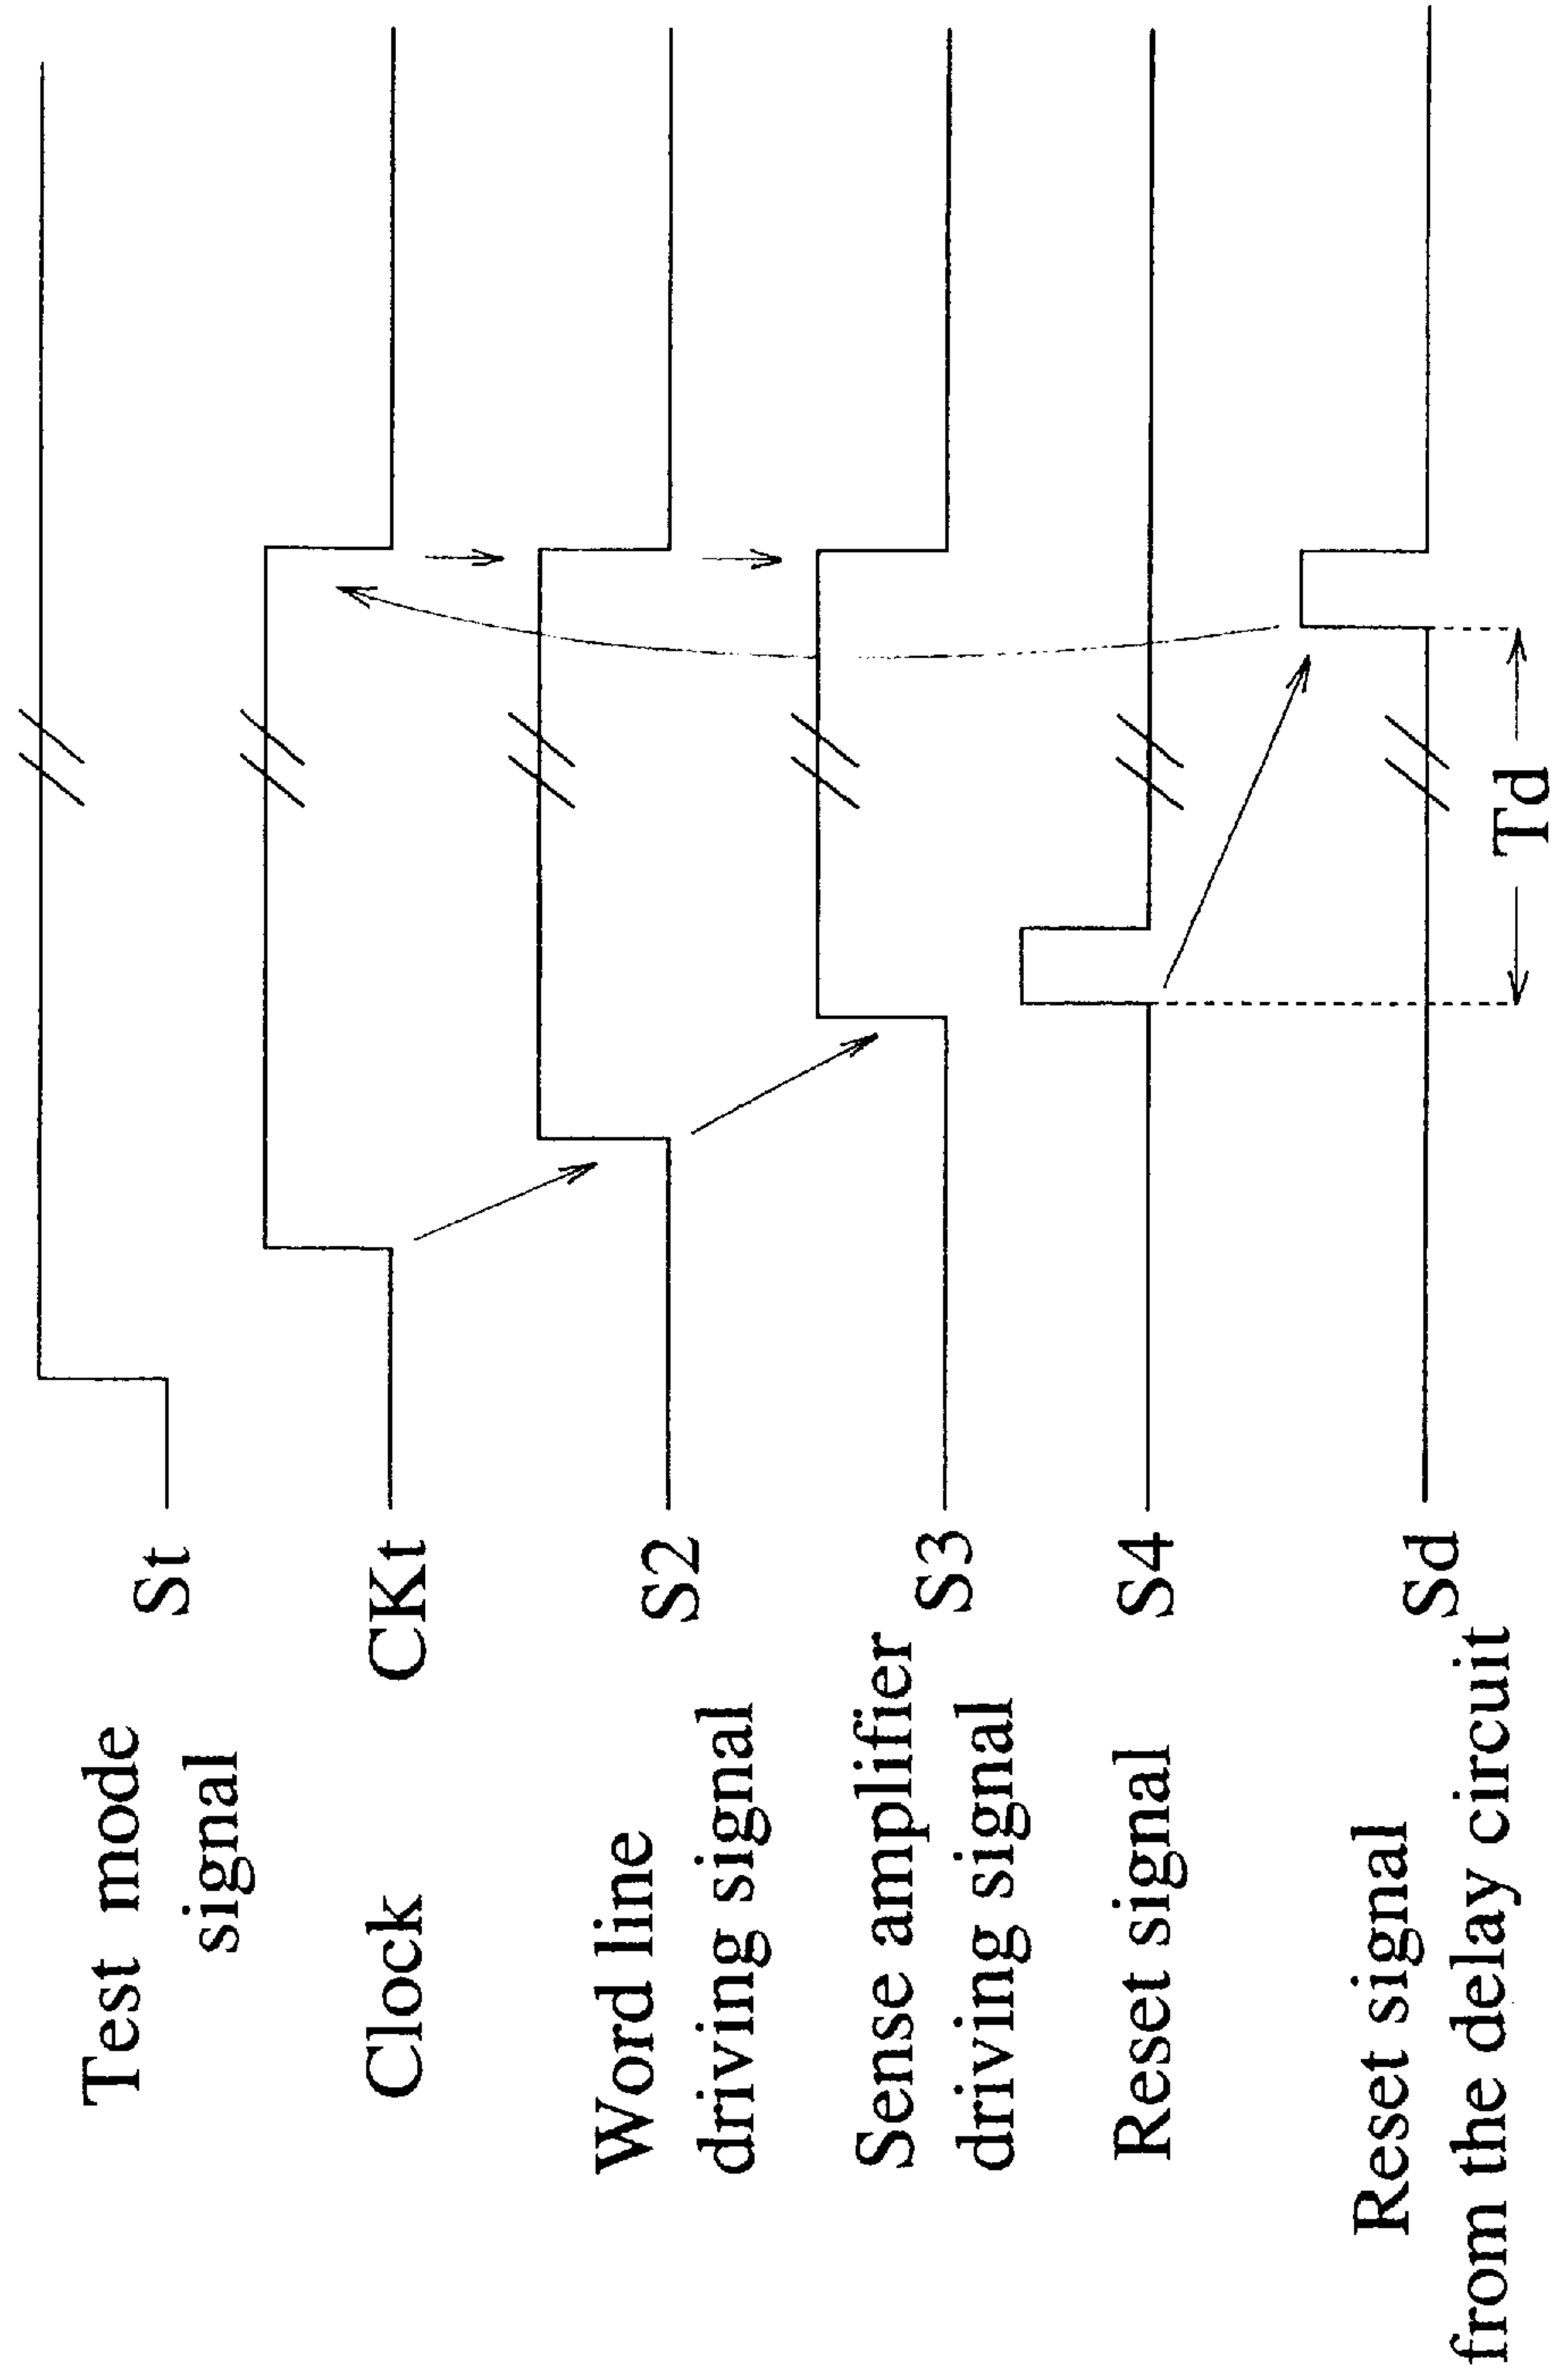 Test mode
signal St
Clock CKt
Word line
driving signal S2
Sense amplifier
driving signal S3
Reset signal S4
Reset signal
from the delay circuit Sd
Td